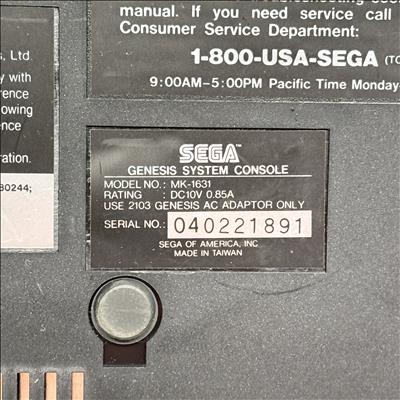 manual. If you need service call
Consumer Service Department:
1-800-USA-SEGA
9:00AM–5:00PM Pacific Time Monday-
s, Ltd.
y with
rence
owing
ence
ration.
30244;
SEGA
GENESIS SYSTEM CONSOLE
MODEL NO.: MK-1631
RATING : DC10V 0.85A
USE 2103 GENESIS AC ADAPTOR ONLY
SERIAL NO.: 040221891
SEGA OF AMERICA, INC.
MADE IN TAIWAN